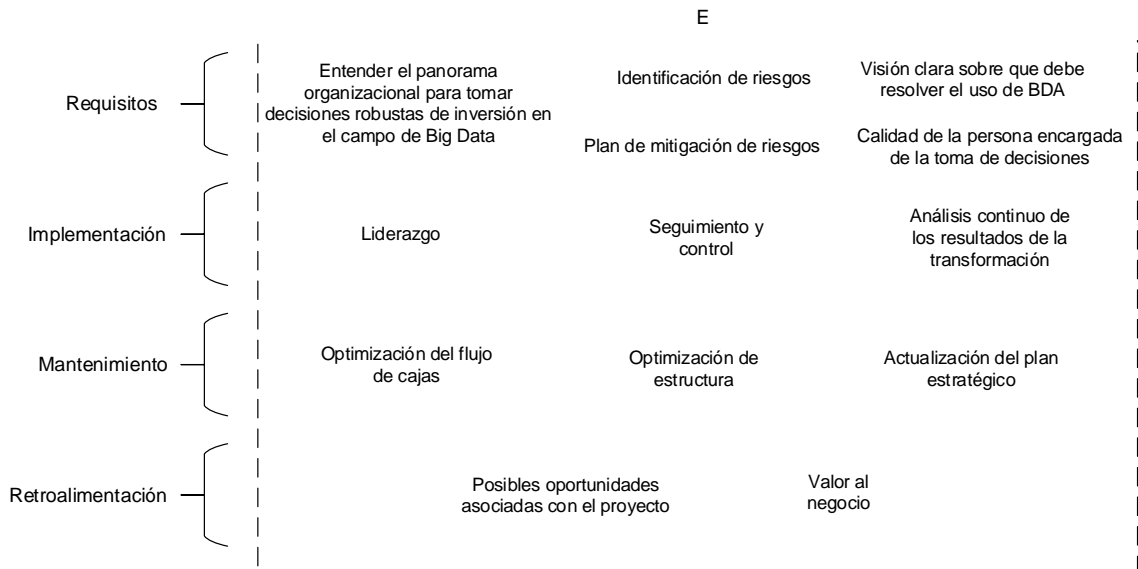 E
Requisitos
Entender el panorama
organizacional para tomar
decisiones robustas de inversión en
el campo de Big Data
Identificación de riesgos
Plan de mitigación de riesgos
Visión clara sobre que debe
resolver el uso de BDA
Calidad de la persona encargada
de la toma de decisiones
Implementación
Liderazgo
Seguimiento y
control
Análisis continuo de
los resultados de la
transformación
Mantenimiento
Optimización del flujo
de cajas
Optimización de
estructura
Actualización del plan
estratégico
Retroalimentación
Posibles oportunidades
asociadas con el proyecto
Valor al
negocio